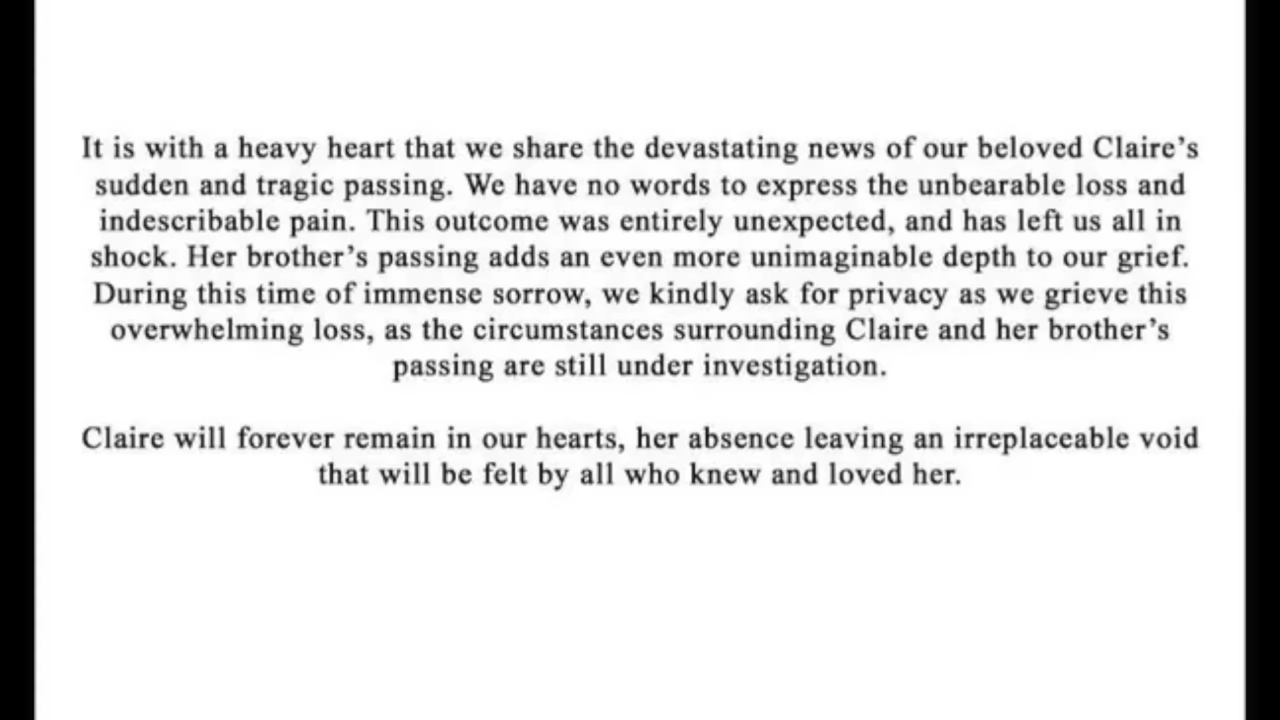 It is with a heavy heart that we share the devastating news of our beloved Claire’s
sudden and tragic passing. We have no words to express the unbearable loss and
indescribable pain. This outcome was entirely unexpected, and has left us all in
shock. Her brother’s passing adds an even more unimaginable depth to our grief.
During this time of immense sorrow, we kindly ask for privacy as we grieve this
overwhelming loss, as the circumstances surrounding Claire and her brother’s
passing are still under investigation.
Claire will forever remain in our hearts, her absence leaving an irreplaceable void
that will be felt by all who knew and loved her.